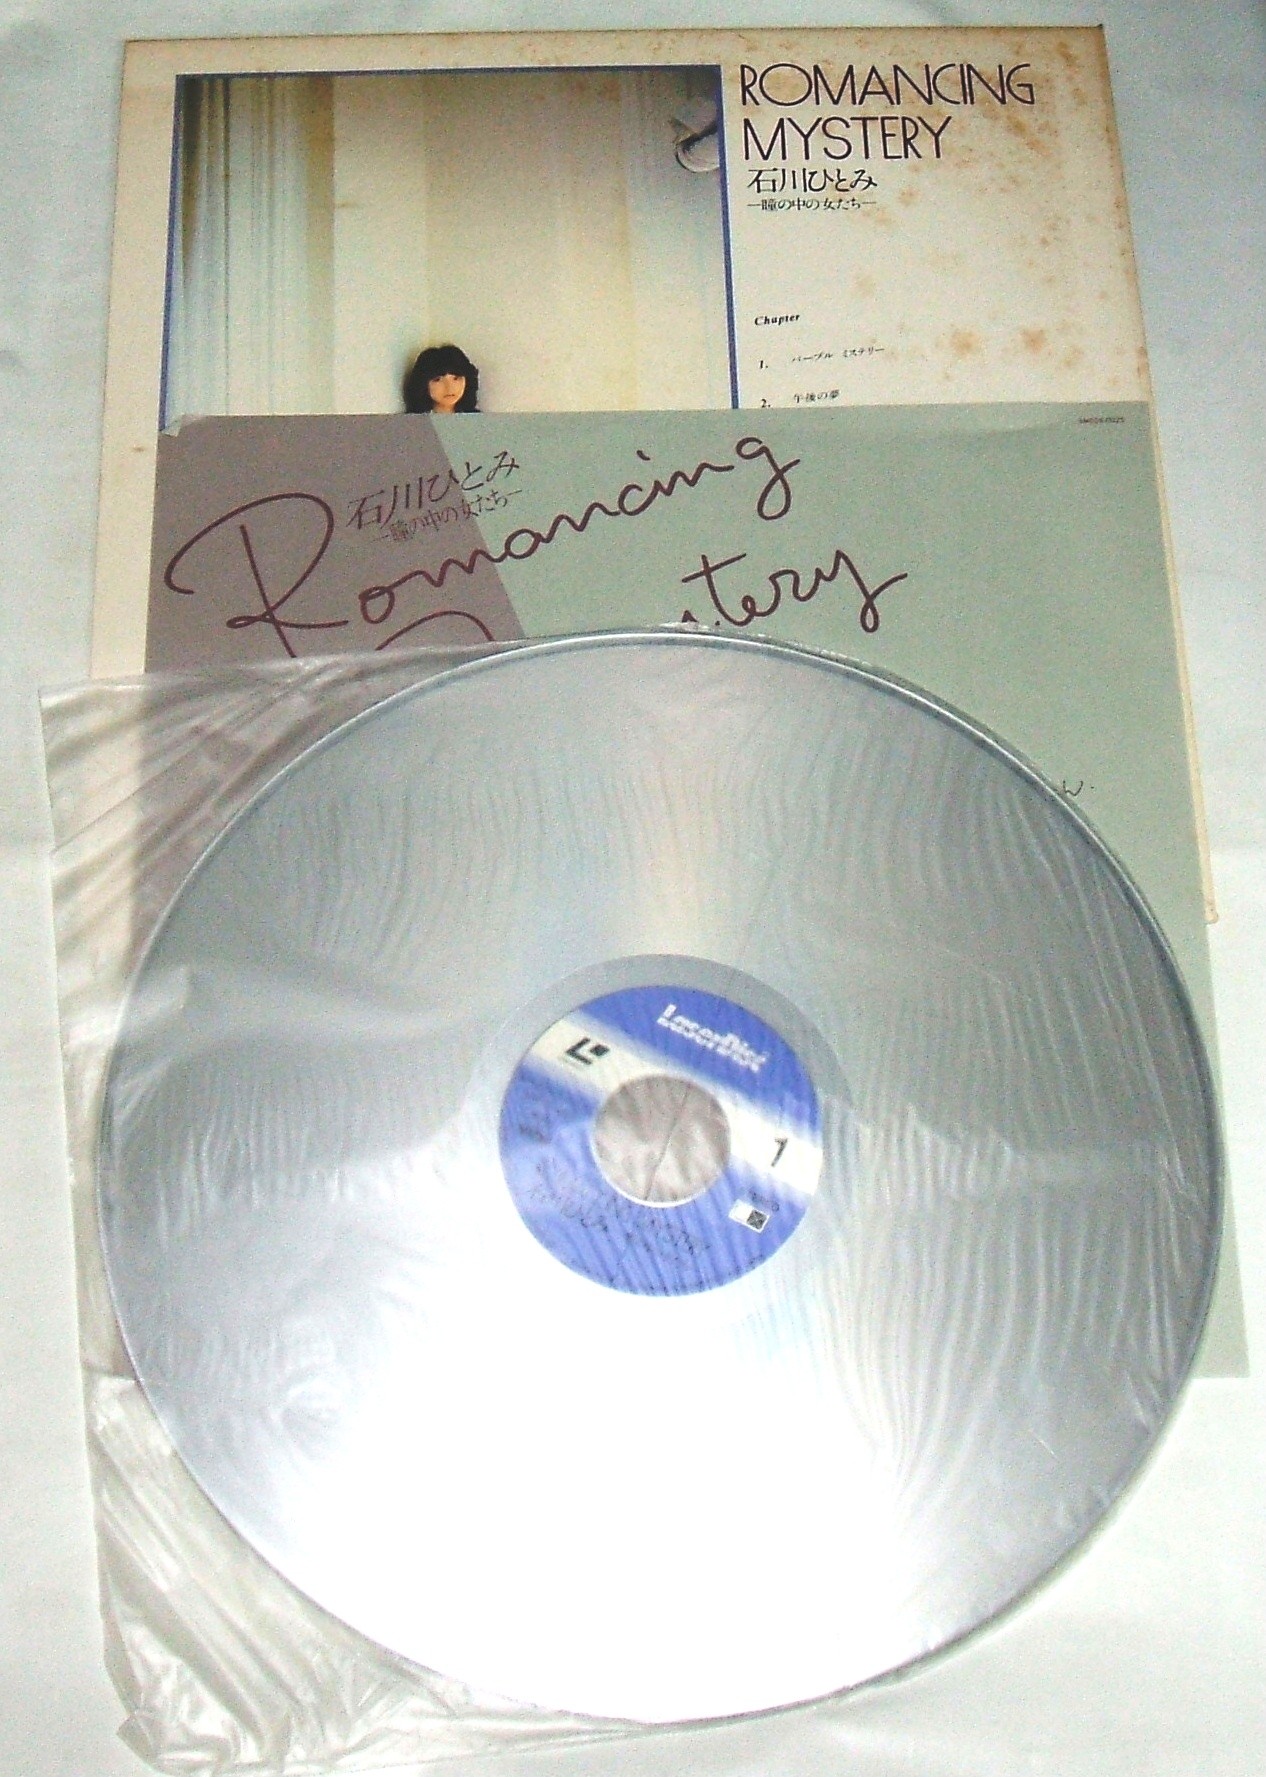 ROMANCING
MYSTERY
石川ひとみ
—瞳の中の女たち—
Chapter
1. パープル ミステリー
2. 午後の夢
石川ひとみ
—瞳の中の女たち—
Romancing
LaserDisc
1